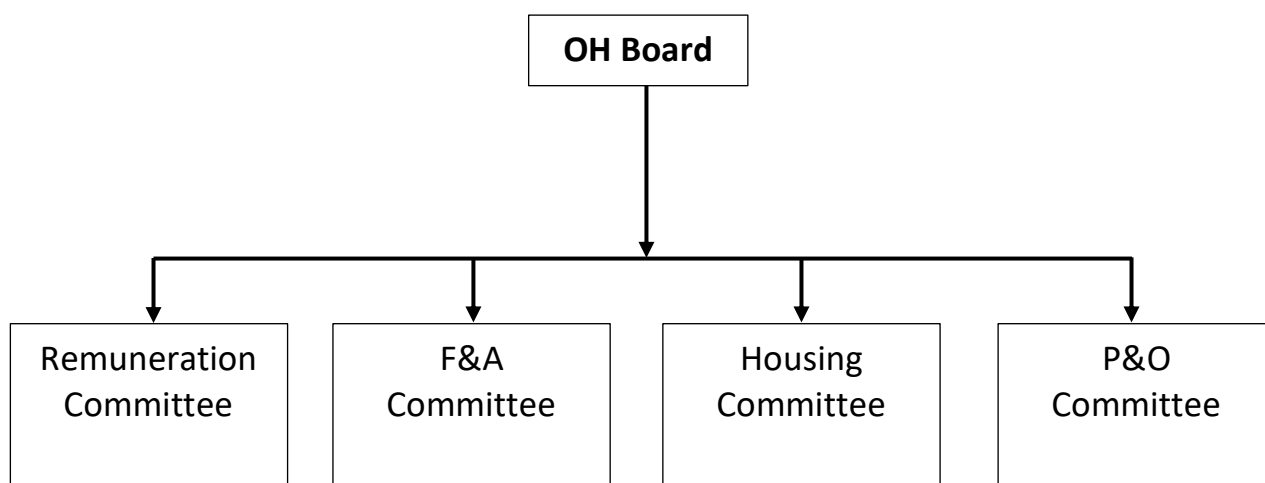 OH Board
Remuneration
Committee
F&A
Committee
Housing
Committee
P&O
Committee